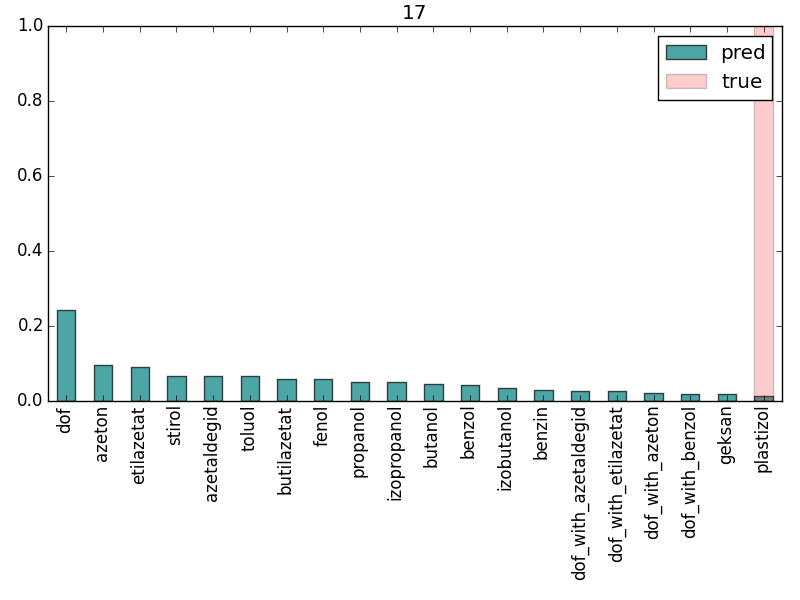 17
1.0
0.8
0.6
0.4
0.2
0.0
pred
true
dof
azeton
etilazetat
stirol
azetaldegid
toluol
butilazetat
fenol
propanol
izopropanol
butanol
benzol
izobutanol
benzin
dof_with_azetaldegid
dof_with_etilazetat
dof_with_azeton
dof_with_benzol
geksan
plastizol